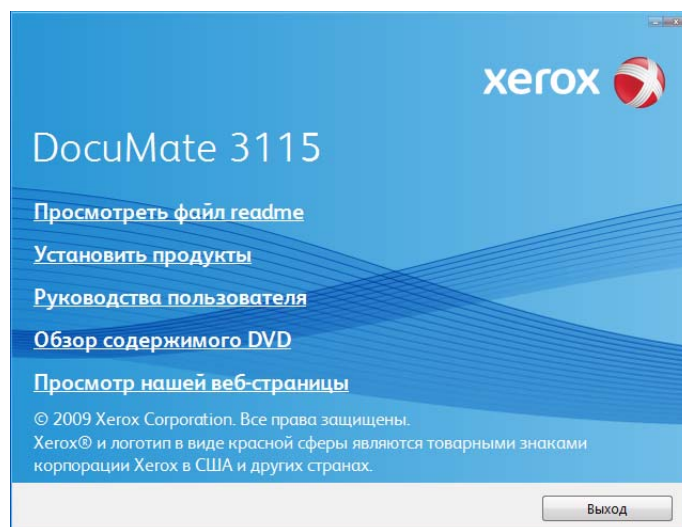 xerox
DocuMate 3115
Просмотреть файл readme
Установить продукты
Руководства пользователя
Обзор содержимого DVD
Просмотр нашей веб-страницы
© 2009 Xerox Corporation. Все права защищены.
Xerox® и логотип в виде красной сферы являются товарными знаками
корпорации Xerox в США и других странах.
Выход